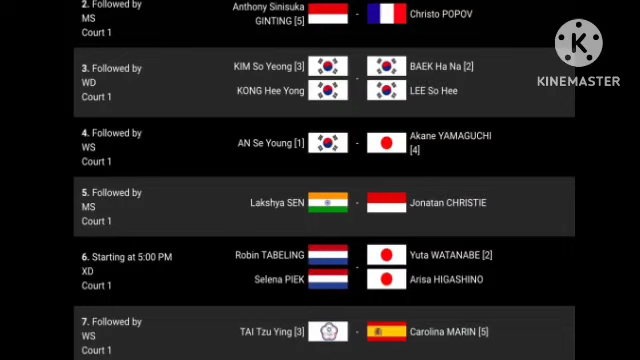 2. Followed by
MS
Court 1
Anthony Sinisuka
GINTING [5]
-
Christo POPOV
K
KINEMASTER
3. Followed by
WD
Court 1
KIM So Yeong [3]
KONG Hee Yong
-
BAEK Ha Na [2]
LEE So Hee
4. Followed by
WS
Court 1
AN Se Young [1]
-
Akane YAMAGUCHI
[4]
5. Followed by
MS
Court 1
Lakshya SEN
-
Jonatan CHRISTIE
6. Starting at 5:00 PM
XD
Court 1
Robin TABELING
Selena PIEK
-
Yuta WATANABE [2]
Arisa HIGASHINO
7. Followed by
WS
Court 1
TAI Tzu Ying [3]
-
Carolina MARIN [5]